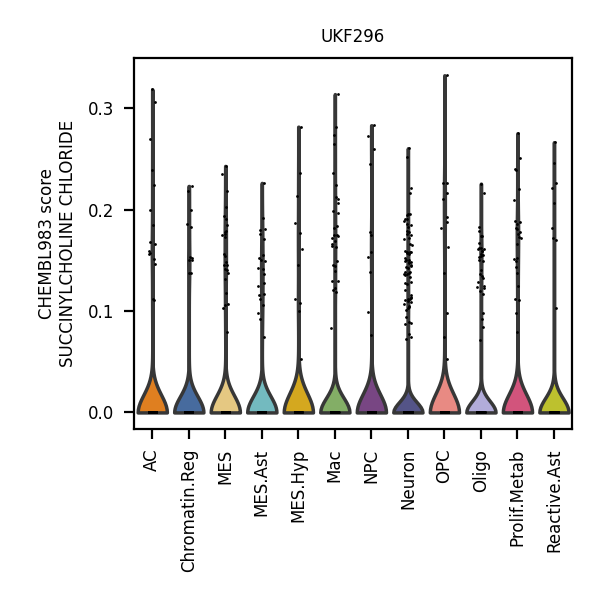 UKF296
CHEMBL983 score
SUCCINYLCHOLINE CHLORIDE
0.3
0.2
0.1
0.0
AC
Chromatin.Reg
MES
MES.Ast
MES.Hyp
Mac
NPC
Neuron
OPC
Oligo
Prolif.Metab
Reactive.Ast